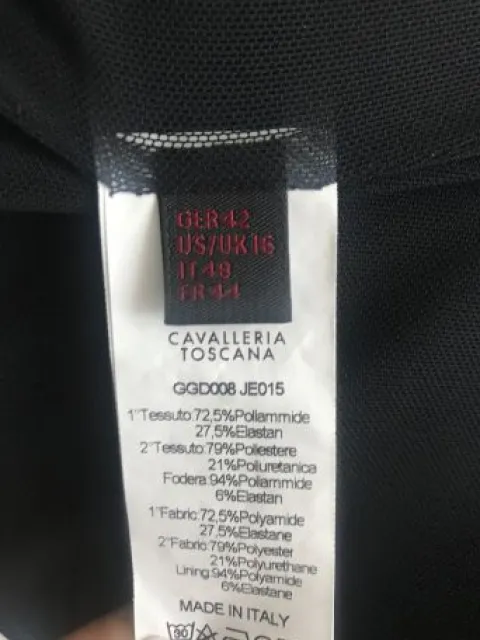 GER 42
US/UK 16
IT 48
FR 44
CAVALLERIA
TOSCANA
GGD008 JE015
1°Tessuto:72,5%Poliammide
27,5%Elastan
2°Tessuto:79%Poliestere
21%Poliuretanica
Fodera:94%Poliammide
6%Elastan
1°Fabric:72,5%Polyamide
27,5%Elastane
2°Fabric:79%Polyester
21%Polyurethane
Lining:94%Polyamide
6%Elastane
MADE IN ITALY
30